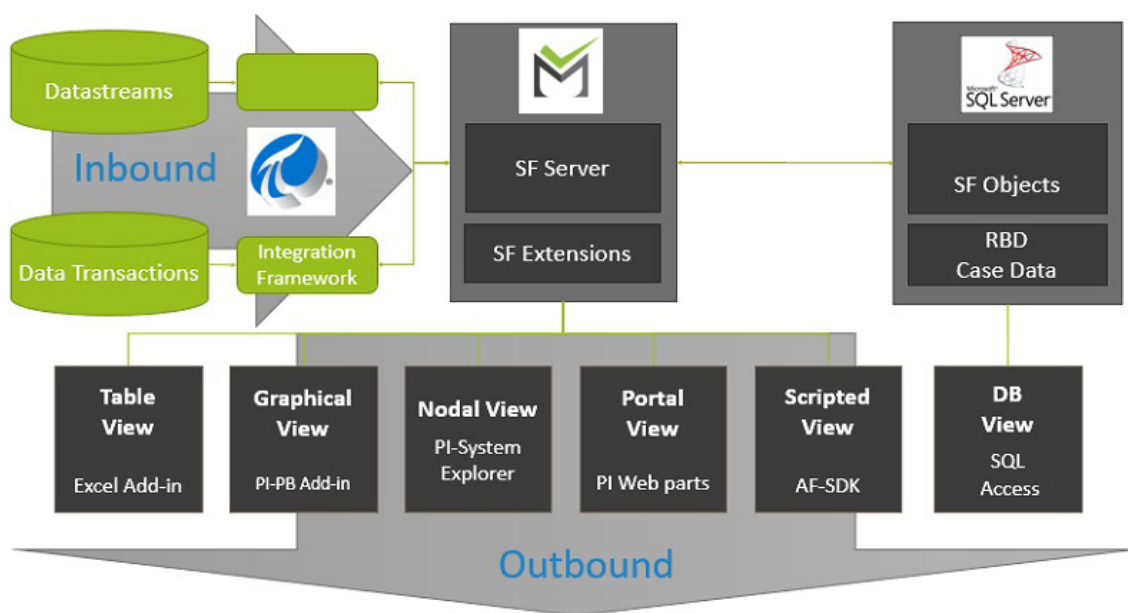 Datastreams
Inbound
Data Transactions
Integration
Framework
SF Server
SF Extensions
Microsoft
SQL Server
SF Objects
RBD
Case Data
Table
View
Excel Add-in
Graphical
View
PI-PB Add-in
Nodal View
PI-System
Explorer
Portal
View
PI Web parts
Scripted
View
AF-SDK
DB
View
SQL
Access
Outbound